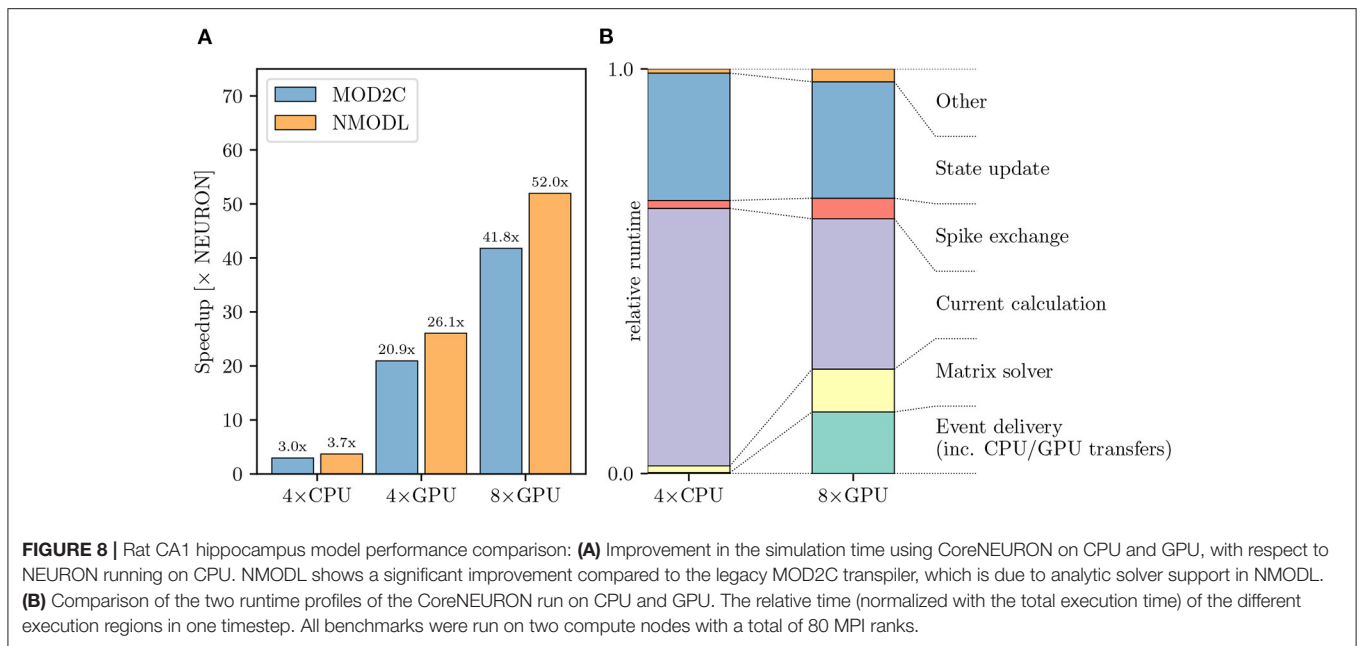 A
B
70
60
50
40
30
20
10
0
Speedup [× NEURON]
MOD2C
NMODL
3.0x
3.7x
20.9x
26.1x
41.8x
52.0x
4×CPU
4×GPU
8×GPU
1.0
0.0
relative runtime
4×CPU
8×GPU
Other
State update
Spike exchange
Current calculation
Matrix solver
Event delivery
(inc. CPU/GPU transfers)
FIGURE 8 | Rat CA1 hippocampus model performance comparison: (A) Improvement in the simulation time using CoreNEURON on CPU and GPU, with respect to
NEURON running on CPU. NMODL shows a significant improvement compared to the legacy MOD2C transpiler, which is due to analytic solver support in NMODL.
(B) Comparison of the two runtime profiles of the CoreNEURON run on CPU and GPU. The relative time (normalized with the total execution time) of the different
execution regions in one timestep. All benchmarks were run on two compute nodes with a total of 80 MPI ranks.